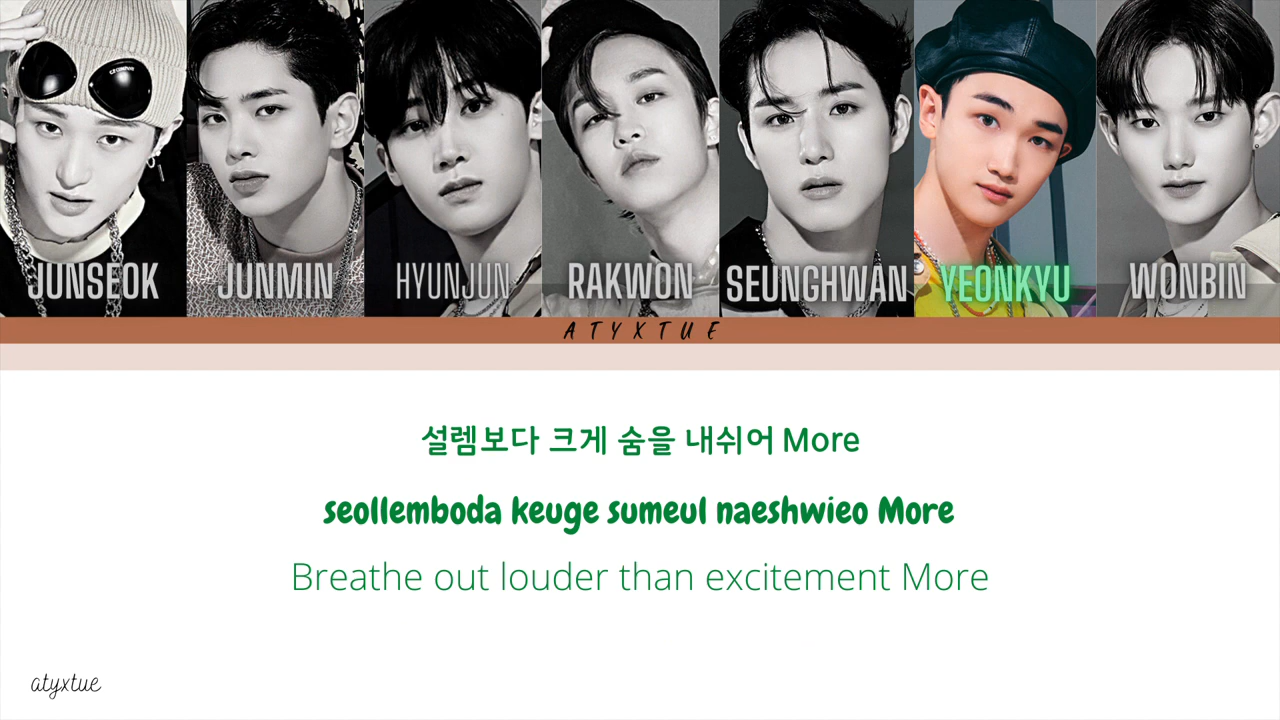 JUNSEOK JUNMIN HYUNJUN RAKWON SEUNGHWAN YEONKYU WONBIN
ATYXTUE
설렘보다 크게 숨을 내쉬어 More
seollemboda keuge sumeul naeshwieo More
Breathe out louder than excitement More
atyxtue